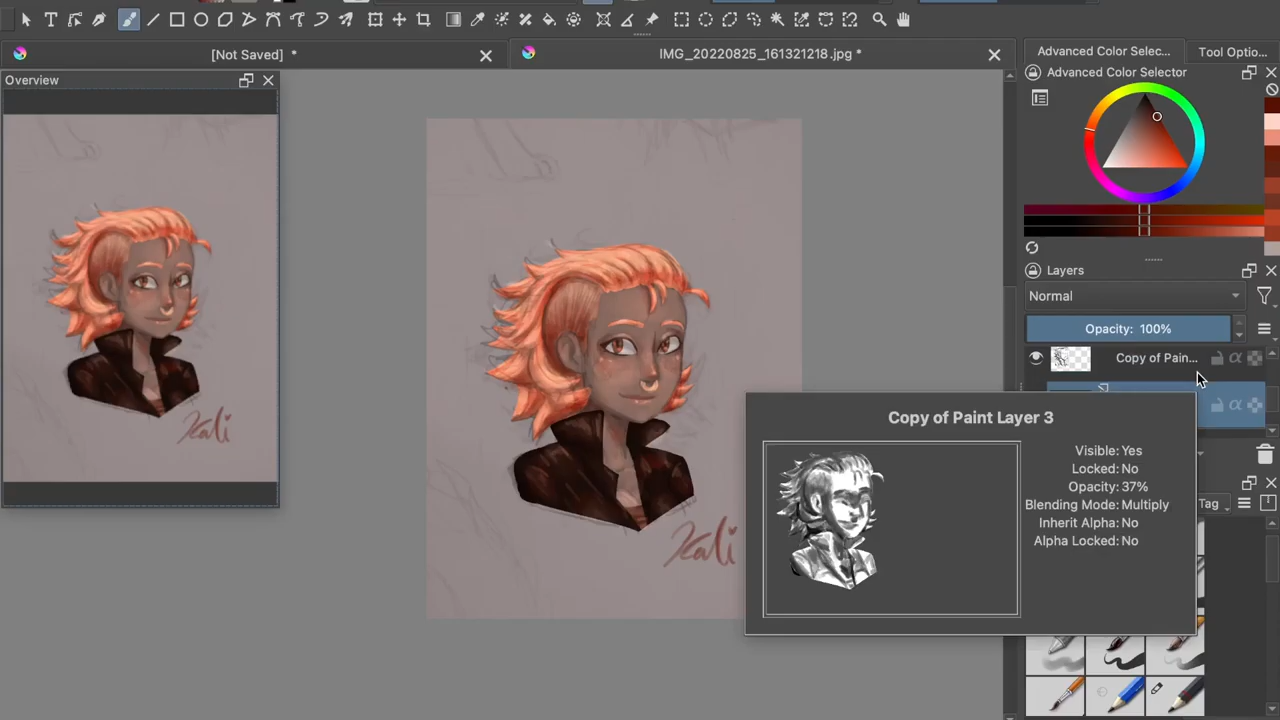 [Not Saved] *
IMG_20220825_161321218.jpg *
Advanced Color Selec...
Tool Optio...
Overview
Advanced Color Selector
Kali
Layers
Normal
Opacity: 100%
Copy of Pain...
Copy of Paint Layer 3
Visible: Yes
Locked: No
Opacity: 37%
Blending Mode: Multiply
Inherit Alpha: No
Alpha Locked: No
Tag
Kali